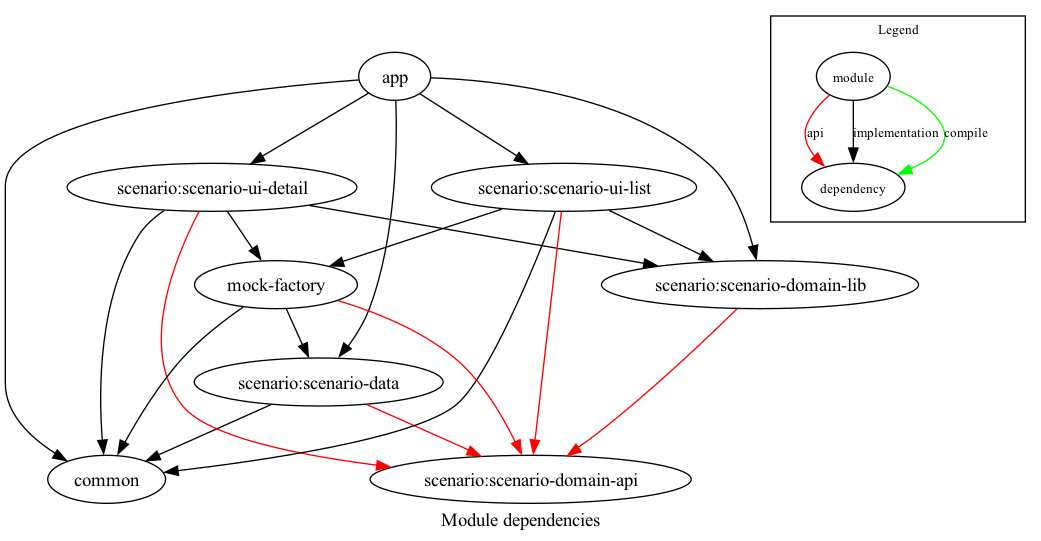 Legend
app
module
api
implementation
compile
scenario:scenario-ui-detail
scenario:scenario-ui-list
dependency
mock-factory
scenario:scenario-domain-lib
scenario:scenario-data
common
scenario:scenario-domain-api
Module dependencies